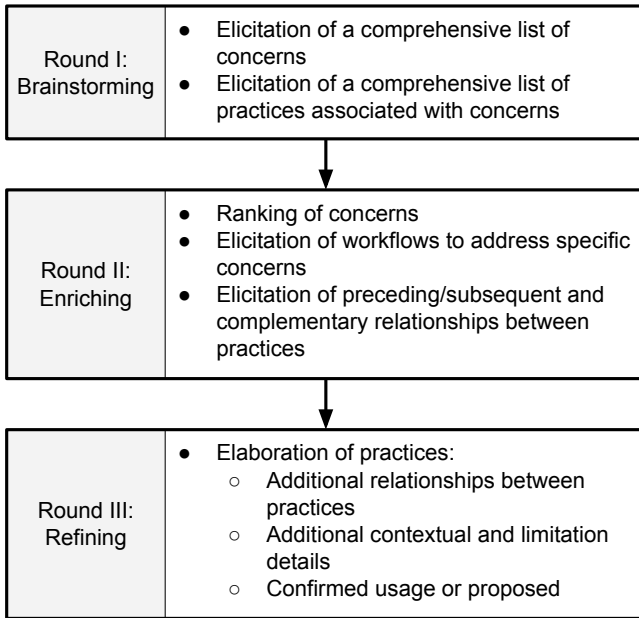 Round I:
Brainstorming
● Elicitation of a comprehensive list of
concerns
● Elicitation of a comprehensive list of
practices associated with concerns
Round II:
Enriching
● Ranking of concerns
● Elicitation of workflows to address specific
concerns
● Elicitation of preceding/subsequent and
complementary relationships between
practices
Round III:
Refining
● Elaboration of practices:
○ Additional relationships between
practices
○ Additional contextual and limitation
details
○ Confirmed usage or proposed